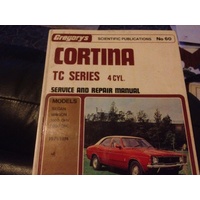 Gregory's
SCIENTIFIC PUBLICATIONS No 60
CORTINA
TC SERIES 4 CYL.
SERVICE AND REPAIR MANUAL
MODELS